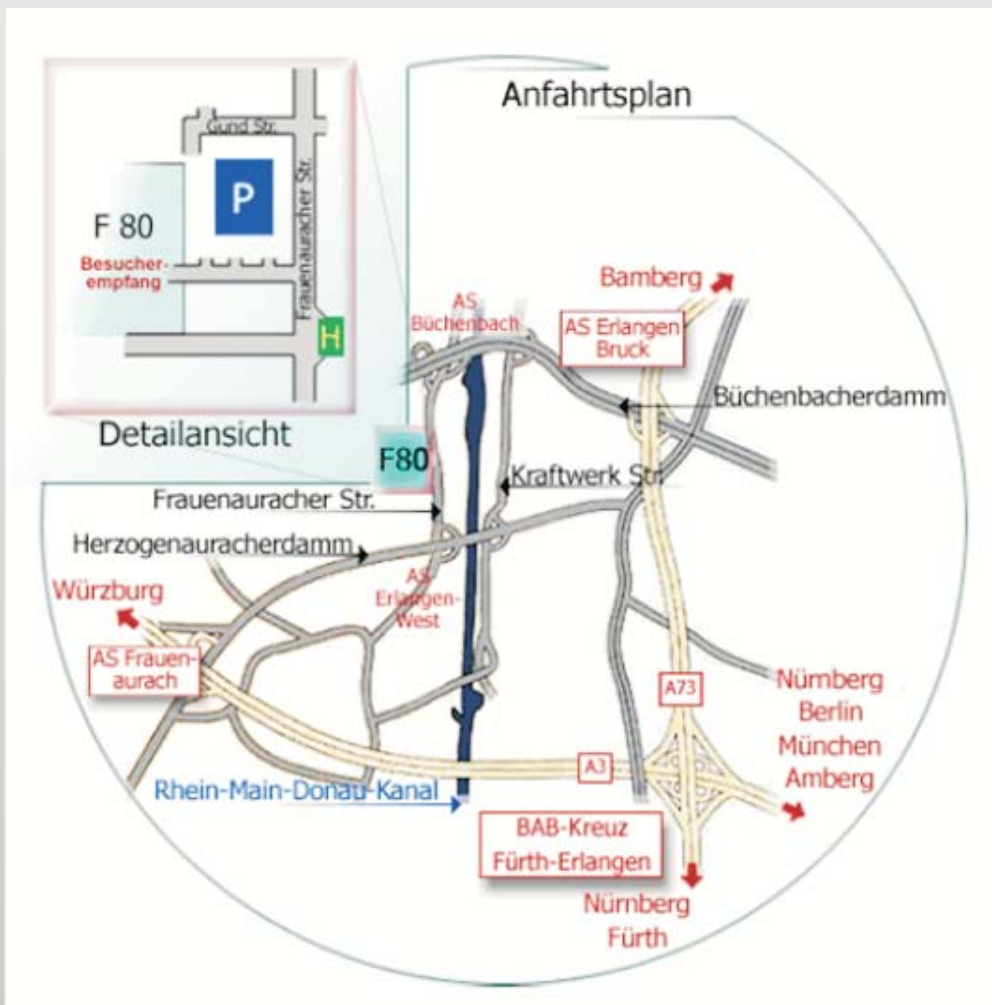 Anfahrtsplan
Gund Str.
P
Frauenauracher Str.
F 80
Besucher-
empfang
H
Detailansicht
Bamberg
AS
Büchenbach
AS Erlangen
Bruck
Büchenbacherdamm
F80
Kraftwerk Str.
Frauenauracher Str.
Herzogenauracherdamm
AS
Erlangen-
West
Würzburg
AS Frauen-
aurach
A73
Nürnberg
Berlin
München
Amberg
A3
Rhein-Main-Donau-Kanal
BAB-Kreuz
Fürth-Erlangen
Nürnberg
Fürth